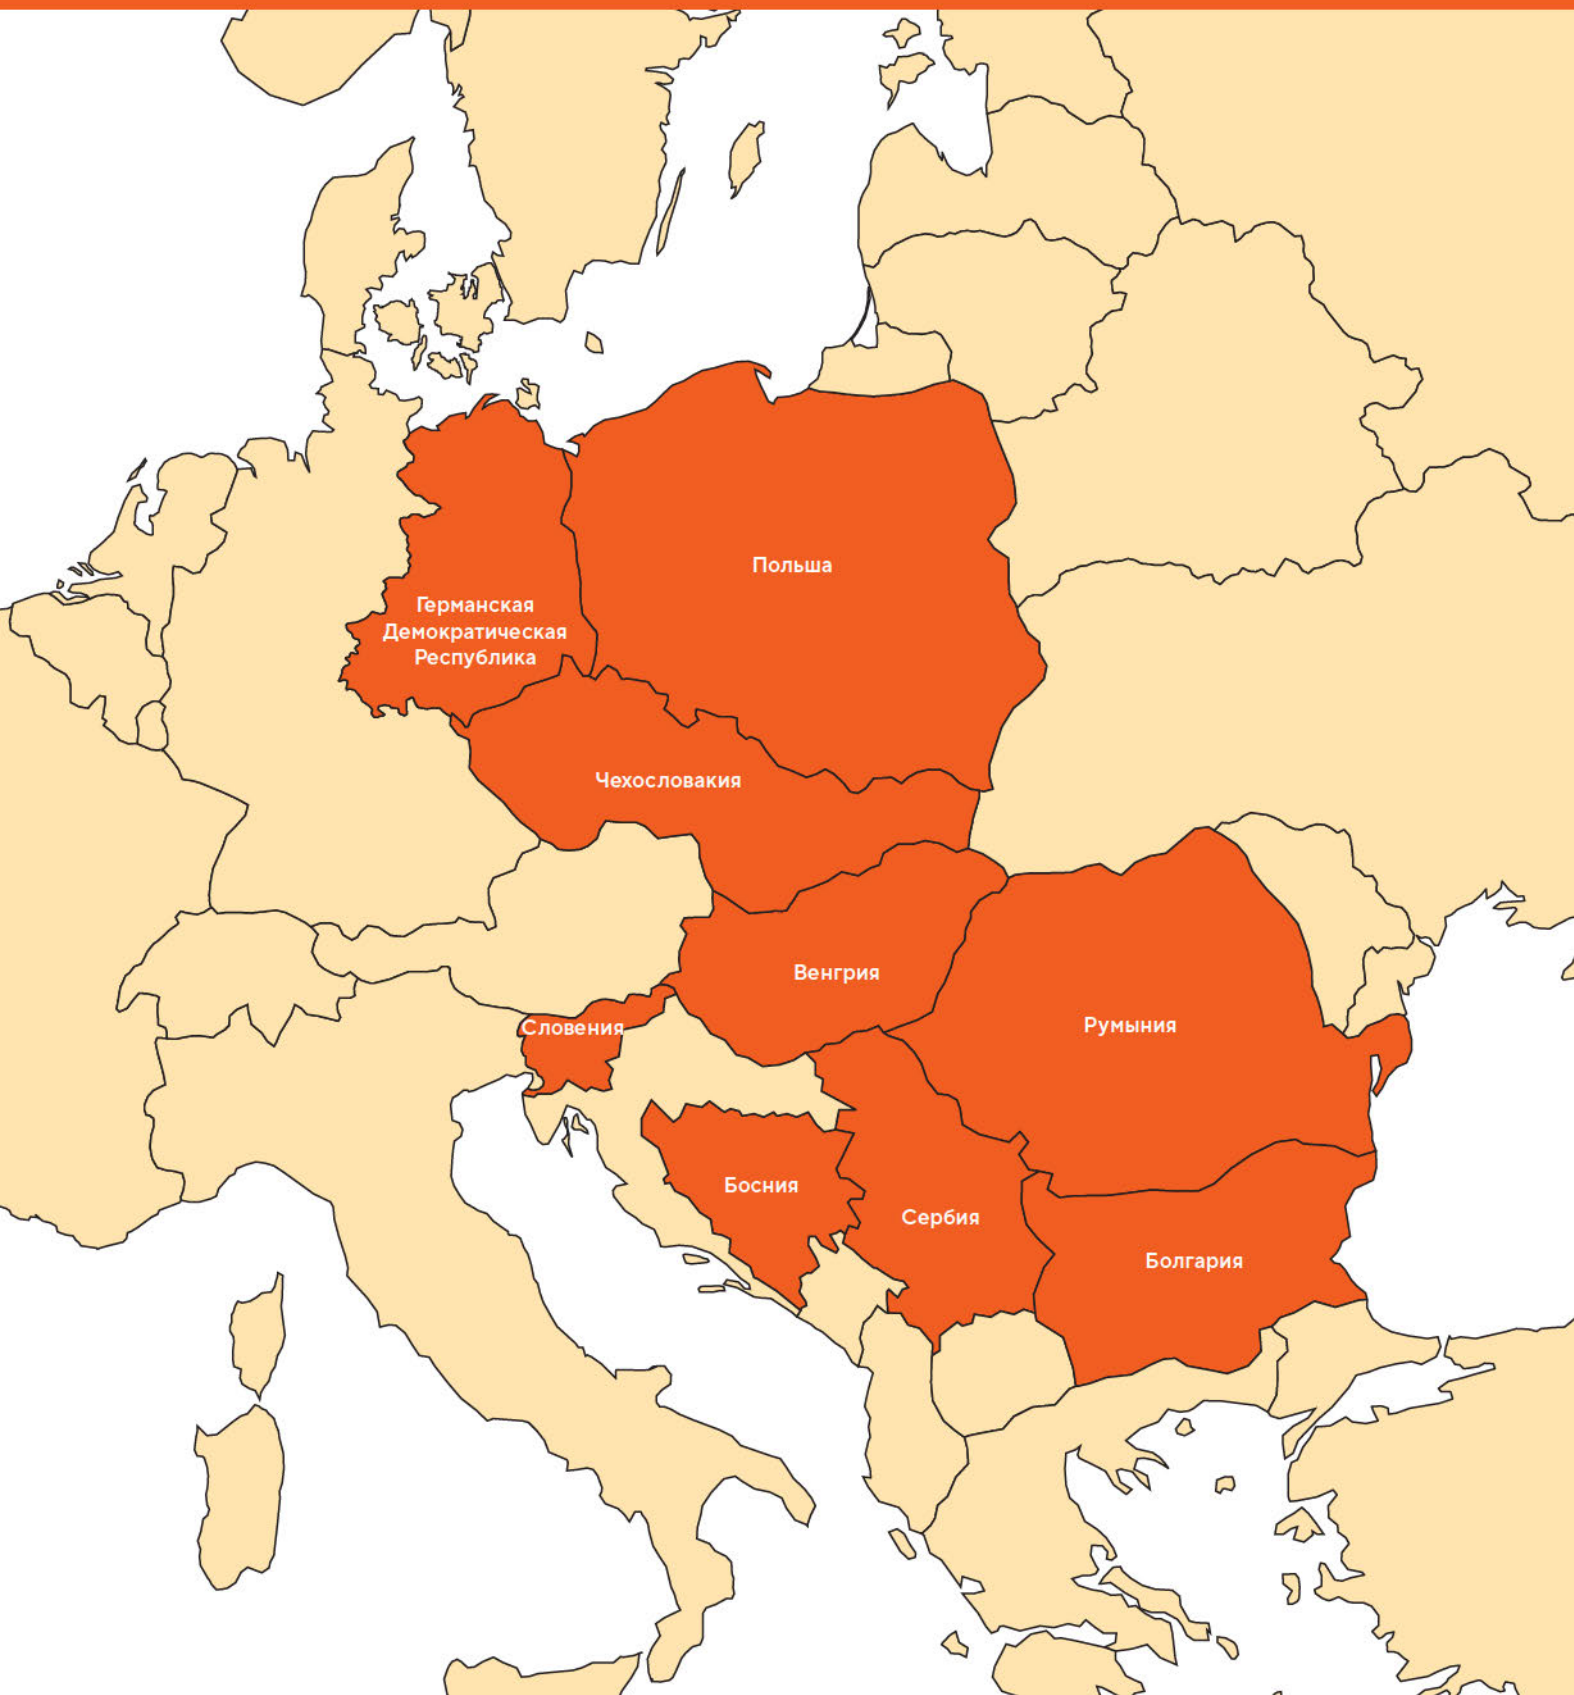 Польша
Германская
Демократическая
Республика
Чехословакия
Венгрия
Словения
Румыния
Босния
Сербия
Болгария